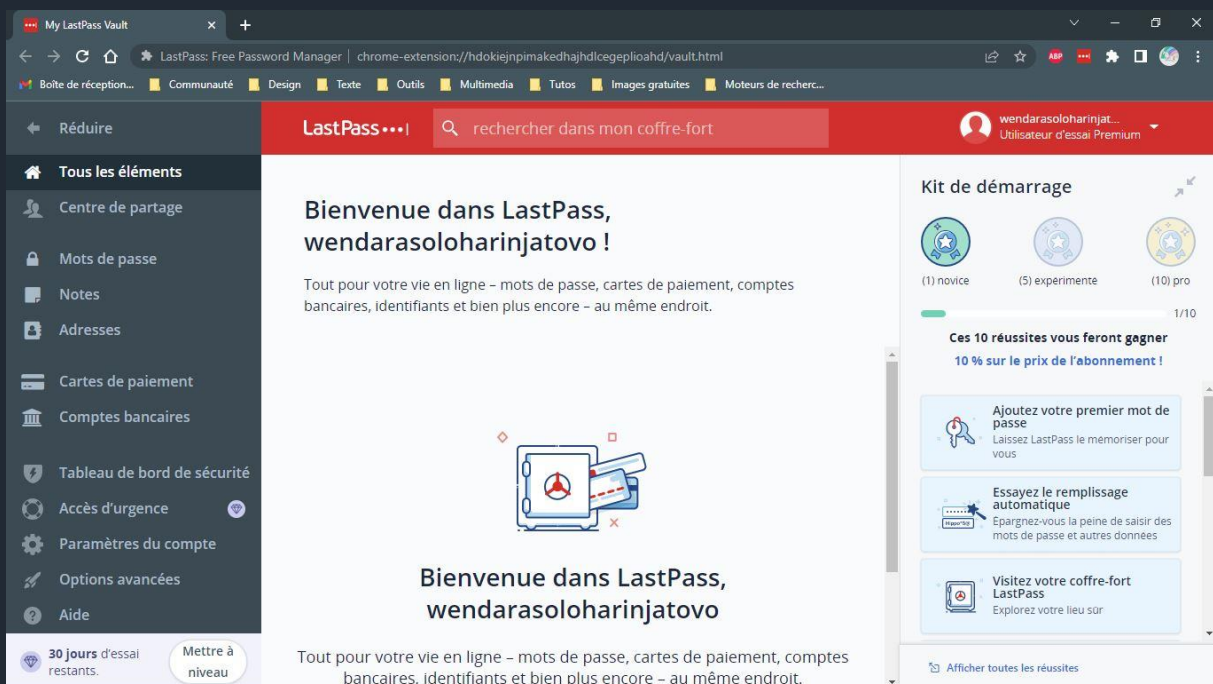 My LastPass Vault
LastPass: Free Password Manager | chrome-extension://hdokiejnpimakedhajhdlcegeplioahd/vault.html
Boîte de réception... Communauté Design Texte Outils Multimedia Tutos Images gratuites Moteurs de recherc...
Réduire
Tous les éléments
Centre de partage
Mots de passe
Notes
Adresses
Cartes de paiement
Comptes bancaires
Tableau de bord de sécurité
Accès d'urgence
Paramètres du compte
Options avancées
Aide
30 jours d'essai
restants.
Mettre à
niveau
LastPass
rechercher dans mon coffre-fort
wendarasoloharinjat...
Utilisateur d'essai Premium
Bienvenue dans LastPass,
wendarasoloharinjatovo !
Tout pour votre vie en ligne – mots de passe, cartes de paiement, comptes
bancaires, identifiants et bien plus encore – au même endroit.
Bienvenue dans LastPass,
wendarasoloharinjatovo
Tout pour votre vie en ligne – mots de passe, cartes de paiement, comptes
bancaires, identifiants et bien plus encore – au même endroit.
Kit de démarrage
(1) novice
(5) experimente
(10) pro
1/10
Ces 10 réussites vous feront gagner
10 % sur le prix de l'abonnement !
Ajoutez votre premier mot de
passe
Laissez LastPass le mémoriser pour
vous
Essayez le remplissage
automatique
Épargnez-vous la peine de saisir des
mots de passe et autres données
Visitez votre coffre-fort
LastPass
Explorez votre lieu sûr
Afficher toutes les réussites
ABP